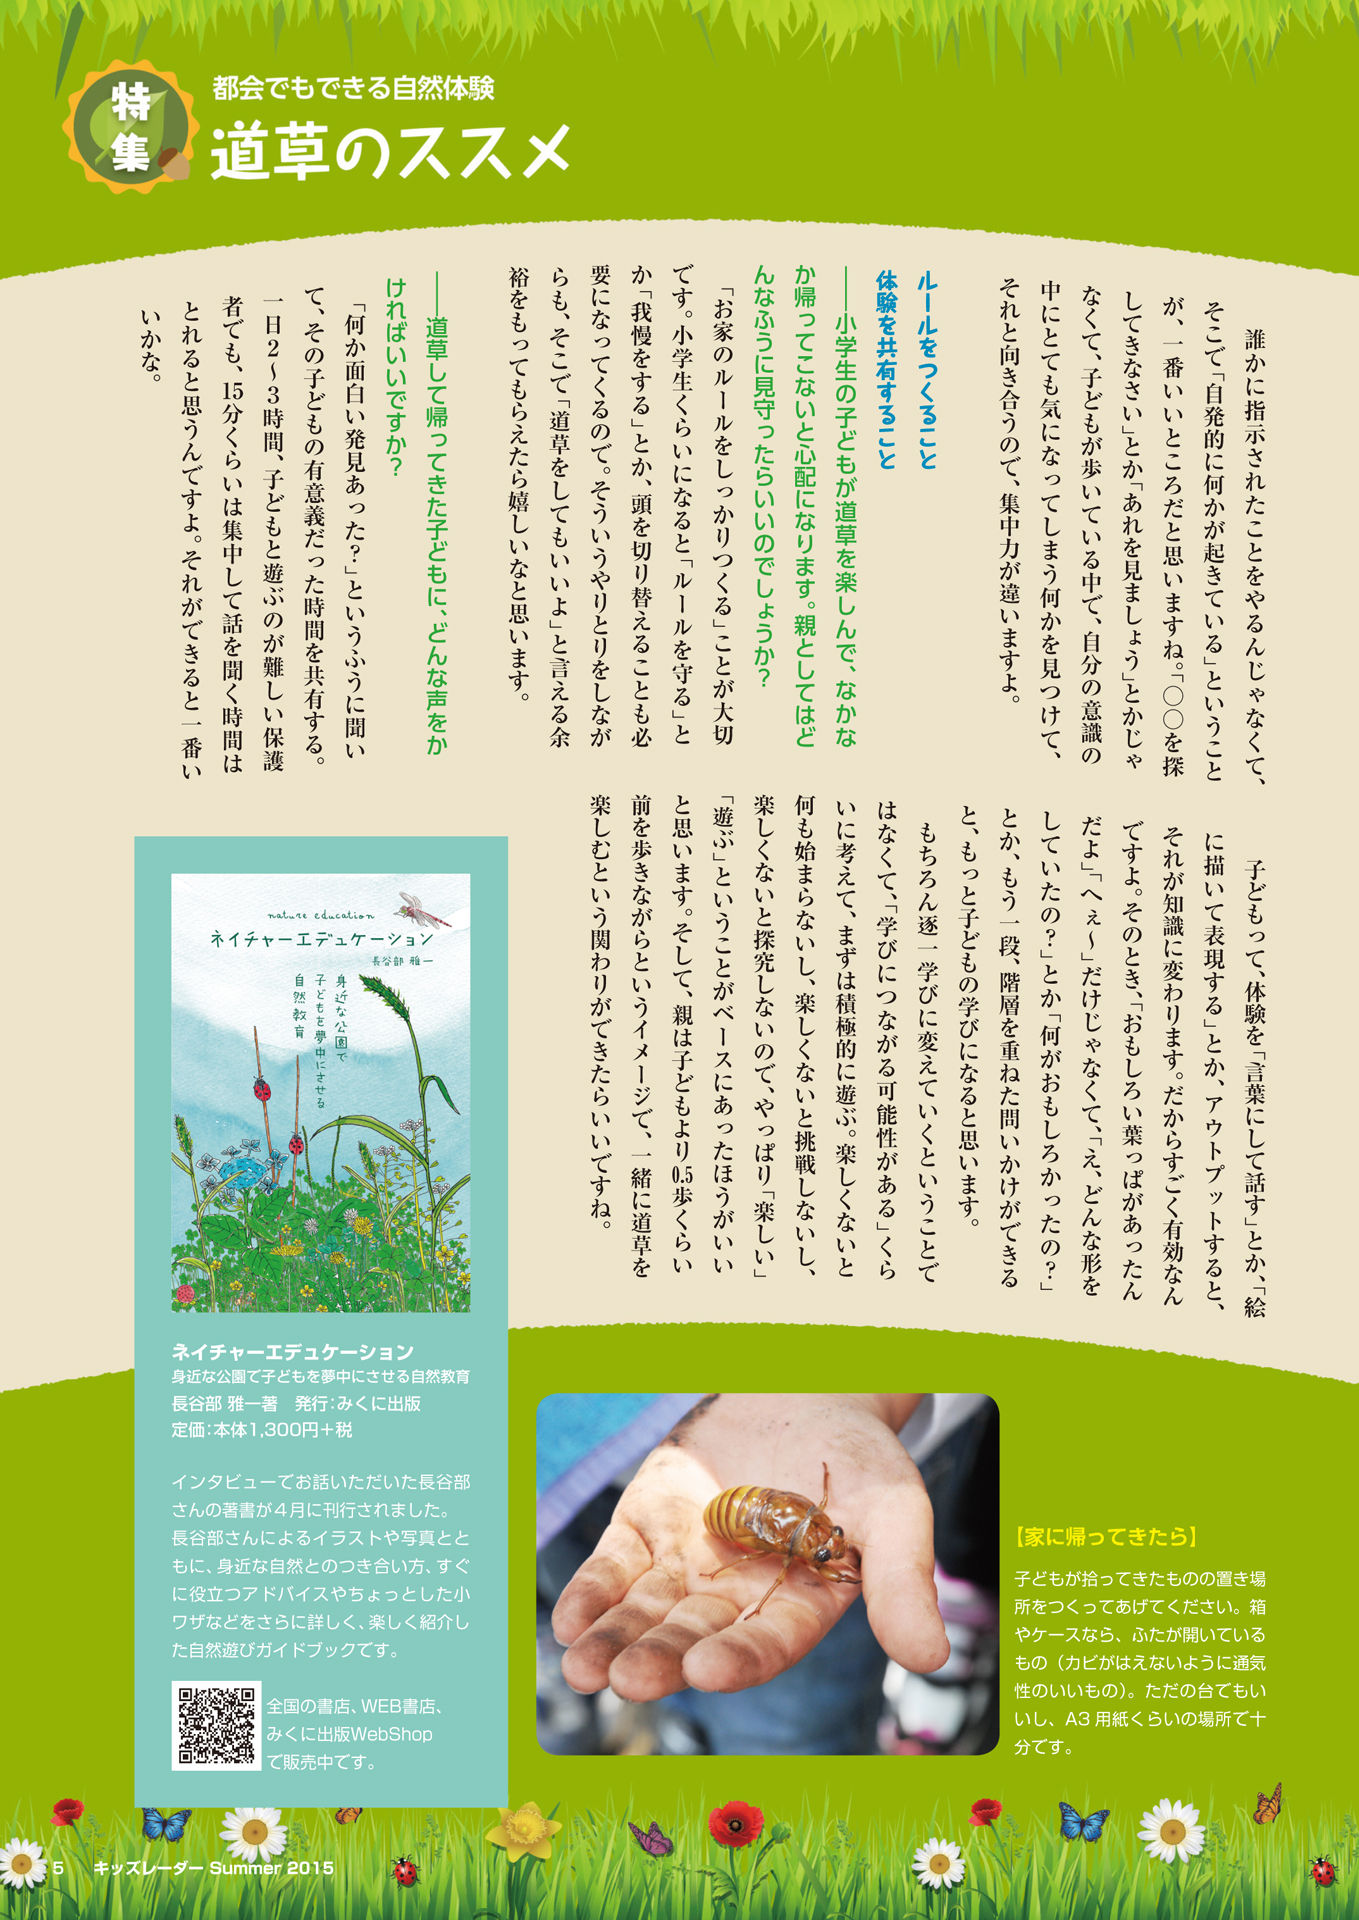 特集
都会でもできる自然体験
道草のススメ
誰かに指示されたことをやるんじゃなくて、
そこで「自発的に何かが起きている」ということ
が、一番いいところだと思いますね。「〇〇を探
してきなさい」とか「あれを見ましょう」とかじゃ
なくて、子どもが歩いている中で、自分の意識の
中にとても気になってしまう何かを見つけて、
それと向き合うので、集中力が違いますよ。
ルールをつくること
体験を共有すること
――小学生の子どもが道草を楽しんで、なかな
か帰ってこないと心配になります。親としてはど
んなふうに見守ったらいいのでしょうか?
「お家のルールをしっかりつくる」ことが大切
です。小学生くらいになると「ルールを守る」と
か「我慢をする」とか、頭を切り替えることも必
要になってくるので。そういうやりとりをしなが
らも、そこで「道草をしてもいいよ」と言える余
裕をもってもらえたら嬉しいなと思います。
――道草して帰ってきた子どもに、どんな声をか
ければいいですか?
「何か面白い発見あった?」というふうに聞い
て、その子どもの有意義だった時間を共有する。
一日2~3時間、子どもと遊ぶのが難しい保護
者でも、15分くらいは集中して話を聞く時間は
とれると思うんですよ。それができると一番い
いかな。
子どもって、体験を「言葉にして話す」とか、「絵
に描いて表現する」とか、アウトプットすると、
それが知識に変わります。だからすごく有効なん
ですよ。そのとき、「おもしろい葉っぱがあったん
だよ」「へぇ~」だけじゃなくて、「え、どんな形を
していたの?」とか「何がおもしろかったの?」
とか、もう一段、階層を重ねた問いかけができる
と、もっと子どもの学びになると思います。
もちろん逐一学びに変えていくということで
はなくて、「学びにつながる可能性がある」くら
いに考えて、まずは積極的に遊ぶ。楽しくないと
何も始まらないし、楽しくないと挑戦しないし、
楽しくないと探究しないので、やっぱり「楽しい」
「遊ぶ」ということがベースにあったほうがいい
と思います。そして、親は子どもより0.5歩くらい
前を歩きながらというイメージで、一緒に道草を
楽しむという関わりができたらいいですね。
nature education
ネイチャーエデュケーション
長谷部 雅一
身近な公園で
子どもを夢中にさせる
自然教育
ネイチャーエデュケーション
身近な公園で子どもを夢中にさせる自然教育
長谷部 雅一著 発行:みくに出版
定価:本体1,300円+税
インタビューでお話いただいた長谷部
さんの著書が4月に刊行されました。
長谷部さんによるイラストや写真とと
もに、身近な自然とのつき合い方、すぐ
に役立つアドバイスやちょっとした小
ワザなどをさらに詳しく、楽しく紹介し
た自然遊びガイドブックです。
全国の書店、WEB書店、
みくに出版WebShop
で販売中です。
【家に帰ってきたら】
子どもが拾ってきたものの置き場
所をつくってあげてください。箱
やケースなら、ふたが開いている
もの(カビがはえないように通気
性のいいもの)。ただの台でもい
いし、A3 用紙くらいの場所で十
分です。
5 キッズレーダー Summer 2015